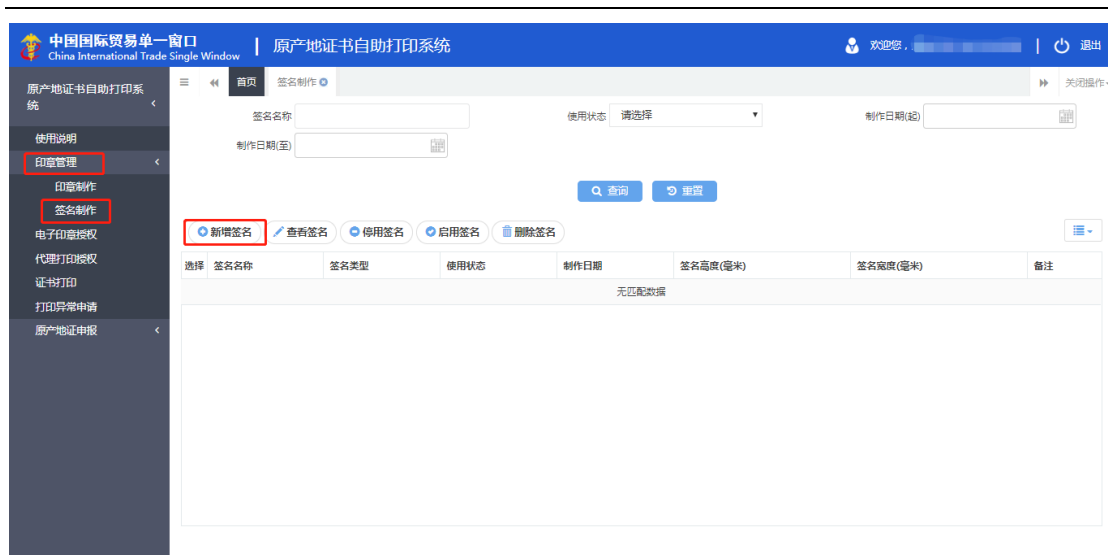 中国国际贸易单一窗口
China International Trade Single Window
原产地证书自助打印系统
欢迎您，
退出
原产地证书自助打印系
统
首页
签名制作
关闭操作
使用说明
印章管理
印章制作
签名制作
电子印章授权
代理打印授权
证书打印
打印异常申请
原产地证申报
签名名称
使用状态 请选择
制作日期(起)
制作日期(至)
查询
重置
新增签名 查看签名 停用签名 启用签名 删除签名
选择 签名名称 签名类型 使用状态 制作日期 签名高度(毫米) 签名宽度(毫米) 备注
无匹配数据